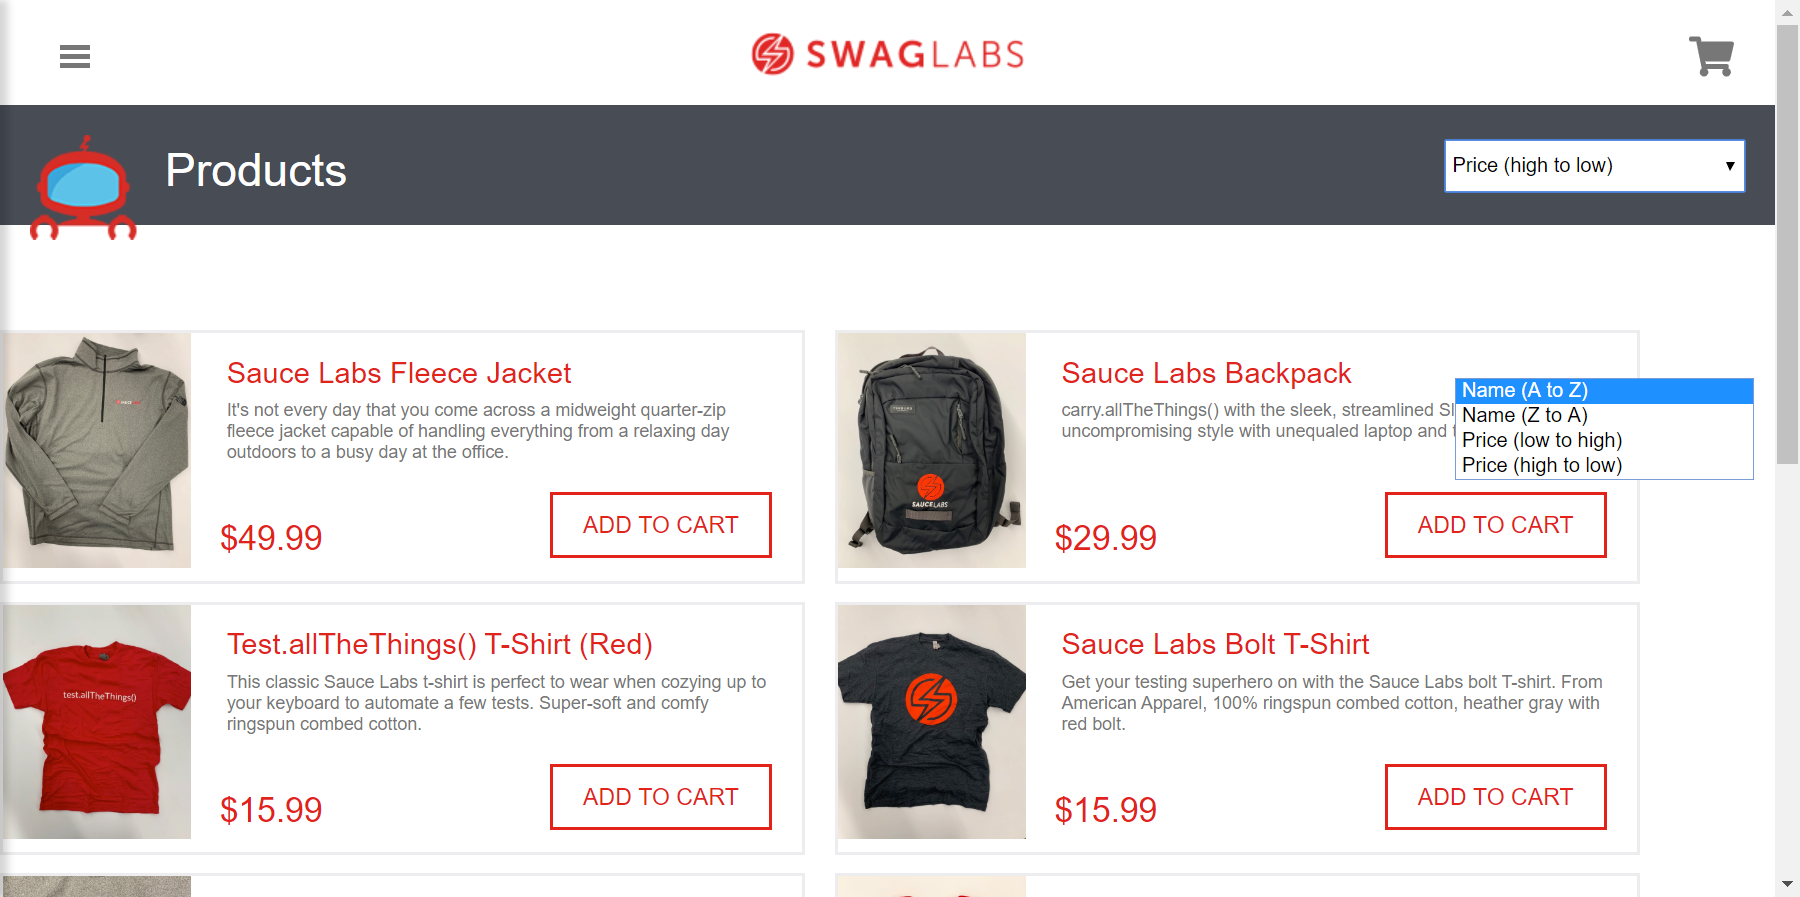 SWAGLABS
Products
Price (high to low)
Sauce Labs Fleece Jacket
It's not every day that you come across a midweight quarter-zip
fleece jacket capable of handling everything from a relaxing day
outdoors to a busy day at the office.
$49.99
ADD TO CART
Sauce Labs Backpack
carry.allTheThings() with the sleek, streamlined
uncompromising style with unequaled laptop and
SAUCELABS
$29.99
ADD TO CART
Name (A to Z)
Name (Z to A)
Price (low to high)
Price (high to low)
Test.allTheThings() T-Shirt (Red)
This classic Sauce Labs t-shirt is perfect to wear when cozying up to
your keyboard to automate a few tests. Super-soft and comfy
ringspun combed cotton.
test.allTheThings()
$15.99
ADD TO CART
Sauce Labs Bolt T-Shirt
Get your testing superhero on with the Sauce Labs bolt T-shirt. From
American Apparel, 100% ringspun combed cotton, heather gray with
red bolt.
$15.99
ADD TO CART